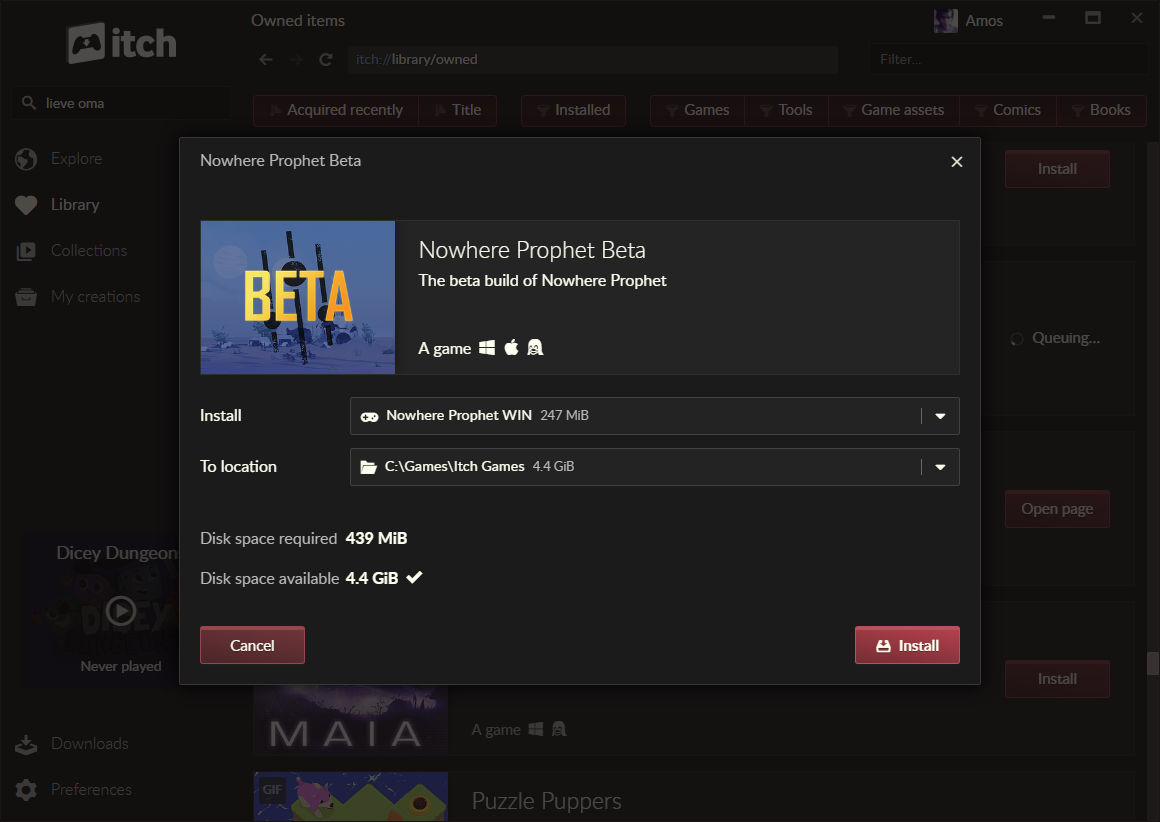 itch
Owned items
Amos
itch://library/owned
Filter...
lieve oma
Acquired recently
Title
Installed
Games
Tools
Game assets
Comics
Books
Explore
Library
Collections
My creations
Install
Queuing...
Open page
Install
Nowhere Prophet Beta
BETA
Nowhere Prophet Beta
The beta build of Nowhere Prophet
A game
Install
Nowhere Prophet WIN 247 MiB
To location
C:\Games\Itch Games 4.4 GiB
Disk space required 439 MiB
Disk space available 4.4 GiB
Cancel
Install
Dicey Dungeon
DICEY
Never played
Downloads
Preferences
MAIA
A game
GIF
Puzzle Puppers